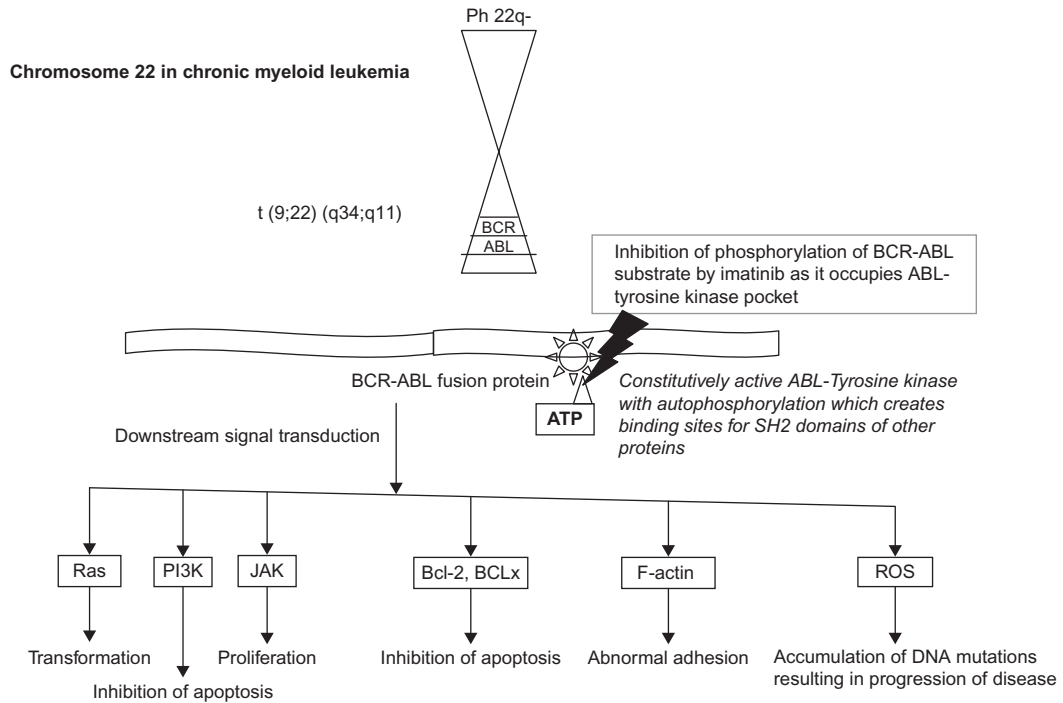 Ph 22q-
Chromosome 22 in chronic myeloid leukemia
t (9;22) (q34;q11)
BCR
ABL
Inhibition of phosphorylation of BCR-ABL
substrate by imatinib as it occupies ABL-
tyrosine kinase pocket
BCR-ABL fusion protein
ATP
Constitutively active ABL-Tyrosine kinase
with autophosphorylation which creates
binding sites for SH2 domains of other
proteins
Downstream signal transduction
Ras
PI3K
JAK
Bcl-2, BCLx
F-actin
ROS
Transformation
Inhibition of apoptosis
Proliferation
Inhibition of apoptosis
Abnormal adhesion
Accumulation of DNA mutations
resulting in progression of disease